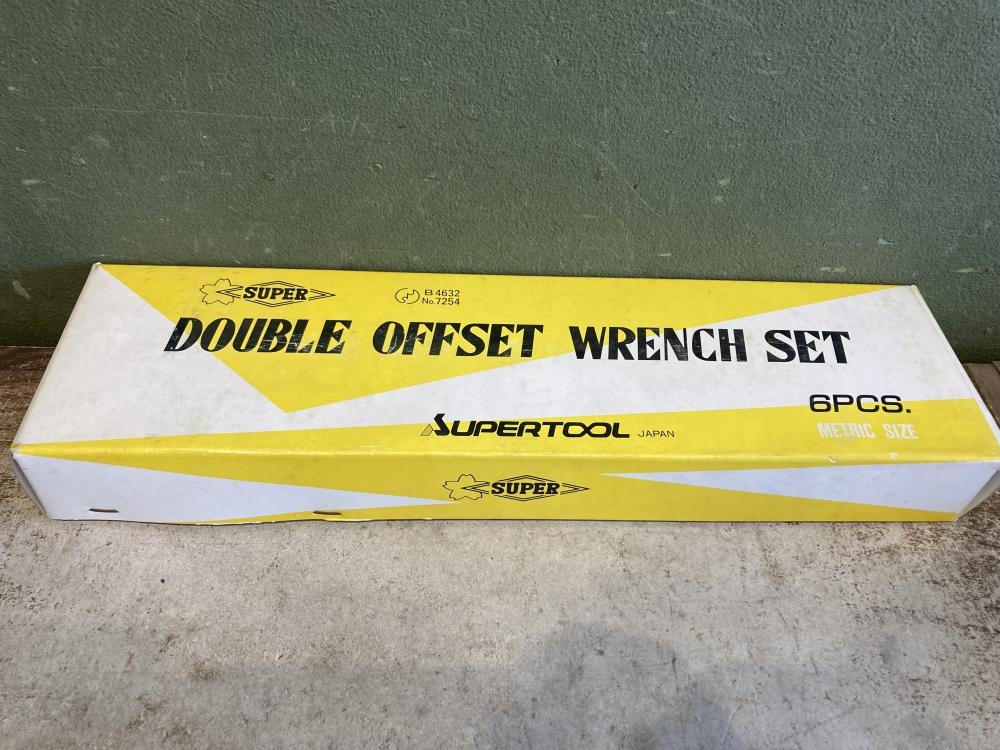 SUPER
B 4632
No.7254
DOUBLE OFFSET WRENCH SET
6PCS.
METRIC SIZE
SUPERTOOL JAPAN
SUPER